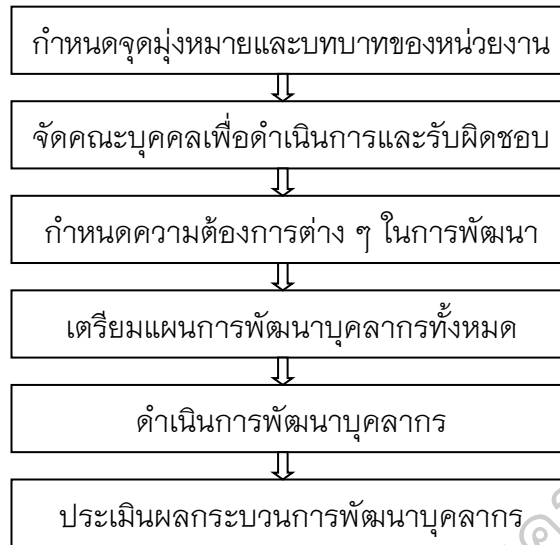 กำหนดจุดมุ่งหมายและบทบาทของหน่วยงาน
จัดคณะบุคคลเพื่อดำเนินการและรับผิดชอบ
กำหนดความต้องการต่าง ๆ ในการพัฒนา
เตรียมแผนการพัฒนาบุคลากรทั้งหมด
ดำเนินการพัฒนาบุคลากร
ประเมินผลกระบวนการพัฒนาบุคลากร